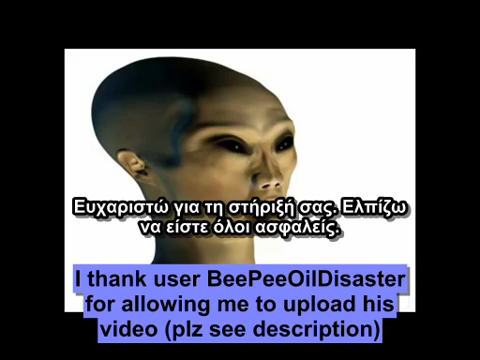 Ευχαριστώ για τη στήριξή σας. Ελπίζω
να είστε όλοι ασφαλείς.
I thank user BeePeeOilDisaster
for allowing me to upload his
video (plz see description)